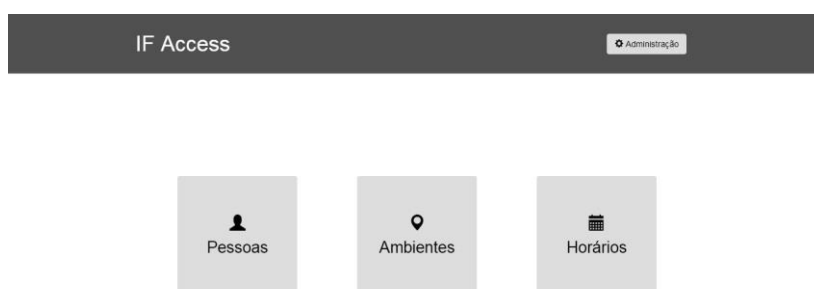 IF Access
Administração
Pessoas
Ambientes
Horários